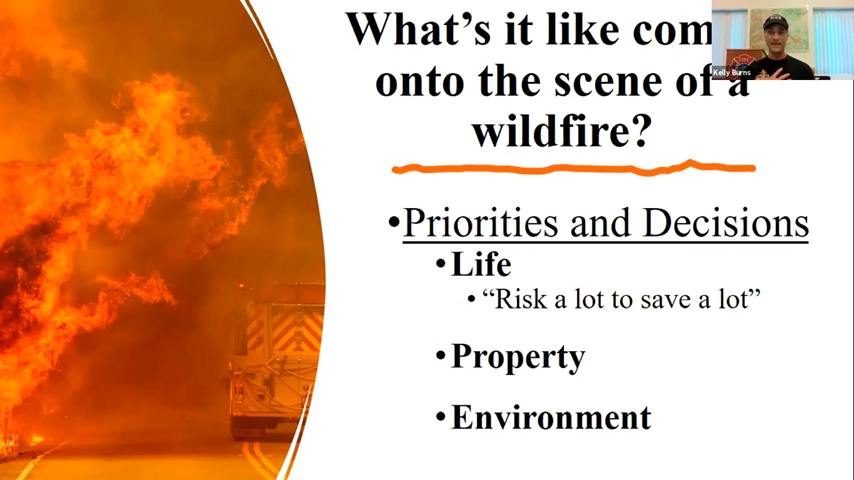 What's it like com
onto the scene of a
wildfire?
Kelly Burns
FIRE
•Priorities and Decisions
•Life
•“Risk a lot to save a lot”
•Property
•Environment